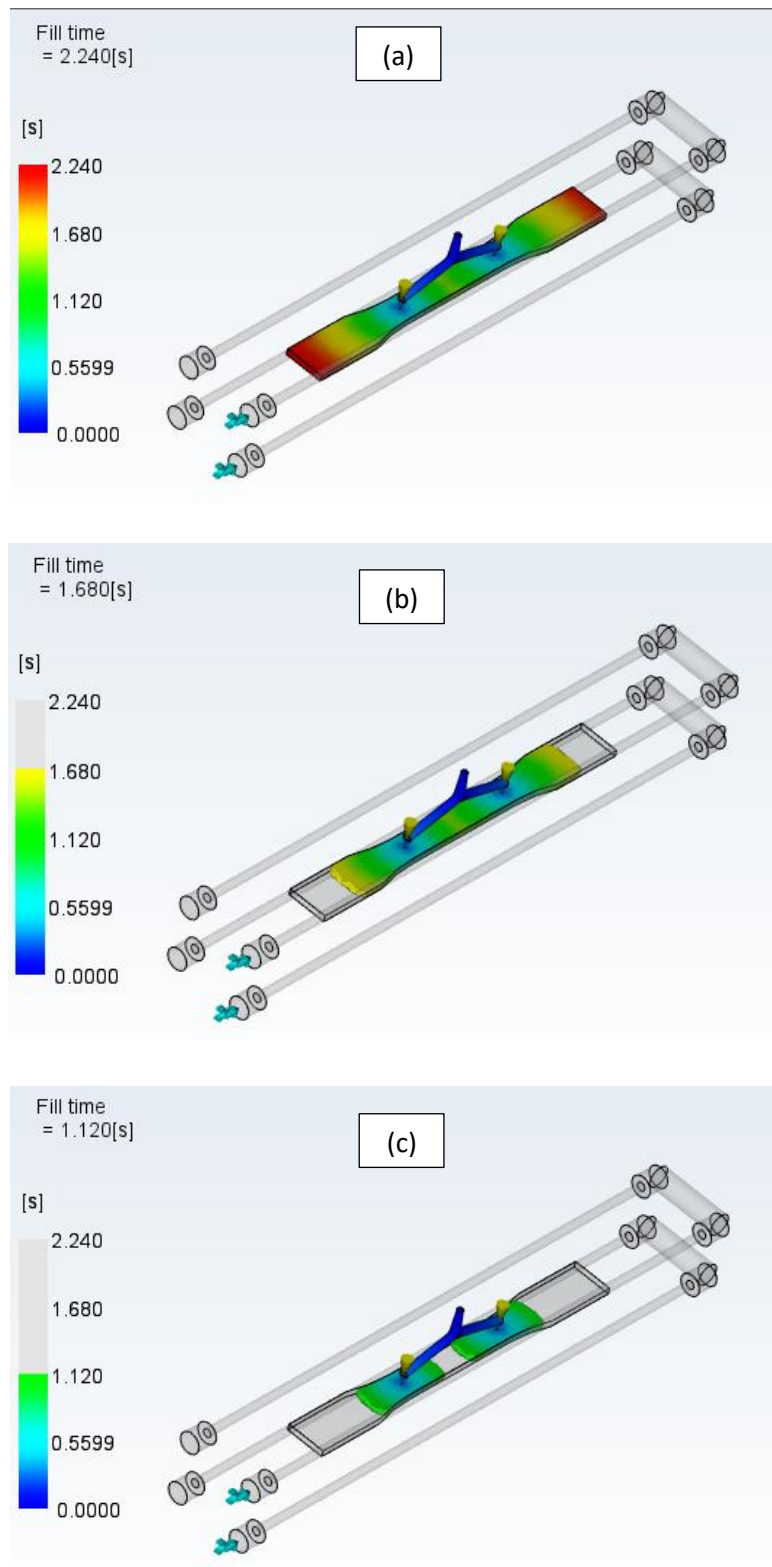 Fill time
= 2.240[s]
(a)
[s]
2.240
1.680
1.120
0.5599
0.0000
Fill time
= 1.680[s]
(b)
[s]
2.240
1.680
1.120
0.5599
0.0000
Fill time
= 1.120[s]
(c)
[s]
2.240
1.680
1.120
0.5599
0.0000